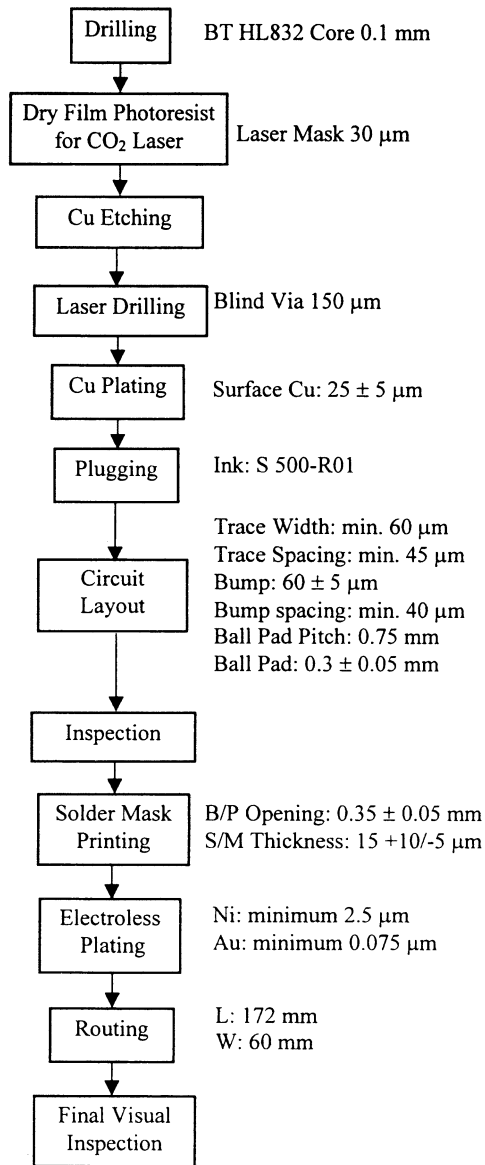 Drilling
BT HL832 Core 0.1 mm
Dry Film Photoresist
for CO₂ Laser
Laser Mask 30 μm
Cu Etching
Laser Drilling
Blind Via 150 μm
Cu Plating
Surface Cu: 25 ± 5 μm
Plugging
Ink: S 500-R01
Circuit
Layout
Trace Width: min. 60 μm
Trace Spacing: min. 45 μm
Bump: 60 ± 5 μm
Bump spacing: min. 40 μm
Ball Pad Pitch: 0.75 mm
Ball Pad: 0.3 ± 0.05 mm
Inspection
Solder Mask
Printing
B/P Opening: 0.35 ± 0.05 mm
S/M Thickness: 15 +10/-5 μm
Electroless
Plating
Ni: minimum 2.5 μm
Au: minimum 0.075 μm
Routing
L: 172 mm
W: 60 mm
Final Visual
Inspection